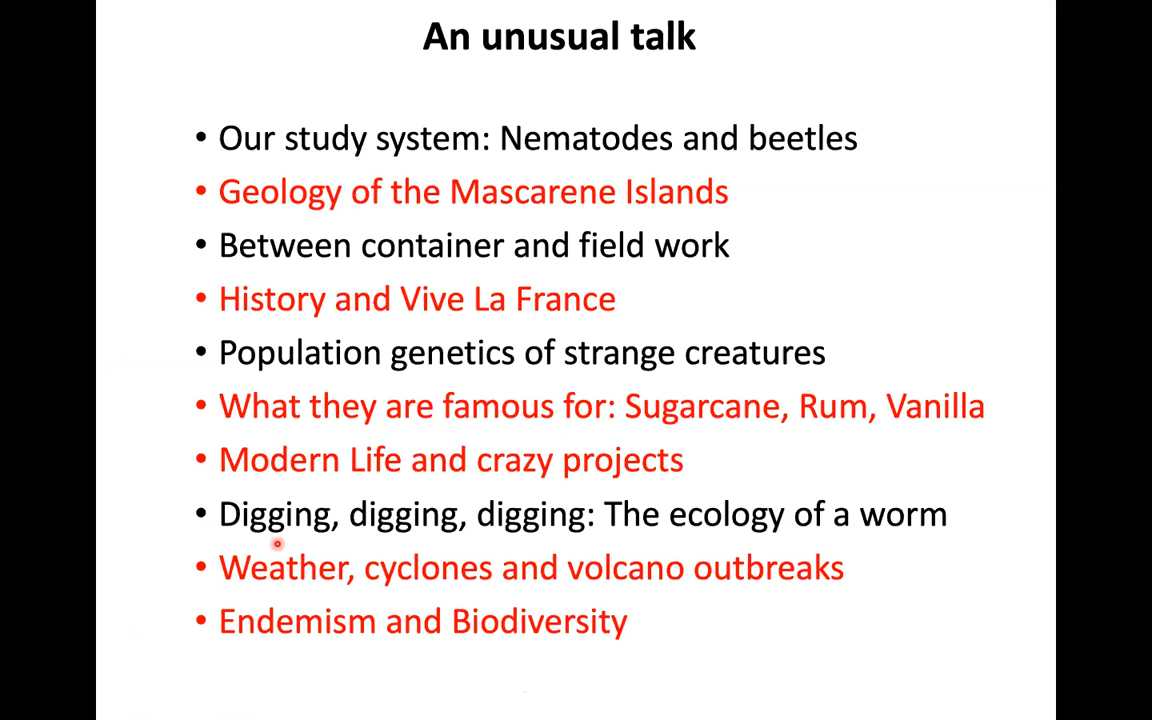 An unusual talk
• Our study system: Nematodes and beetles
• Geology of the Mascarene Islands
• Between container and field work
• History and Vive La France
• Population genetics of strange creatures
• What they are famous for: Sugarcane, Rum, Vanilla
• Modern Life and crazy projects
• Digging, digging, digging: The ecology of a worm
• Weather, cyclones and volcano outbreaks
• Endemism and Biodiversity